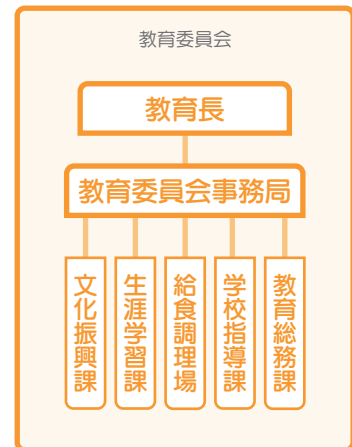 教育委員会
教育長
教育委員会事務局
教育総務課
学校指導課
給食調理場
生涯学習課
文化振興課